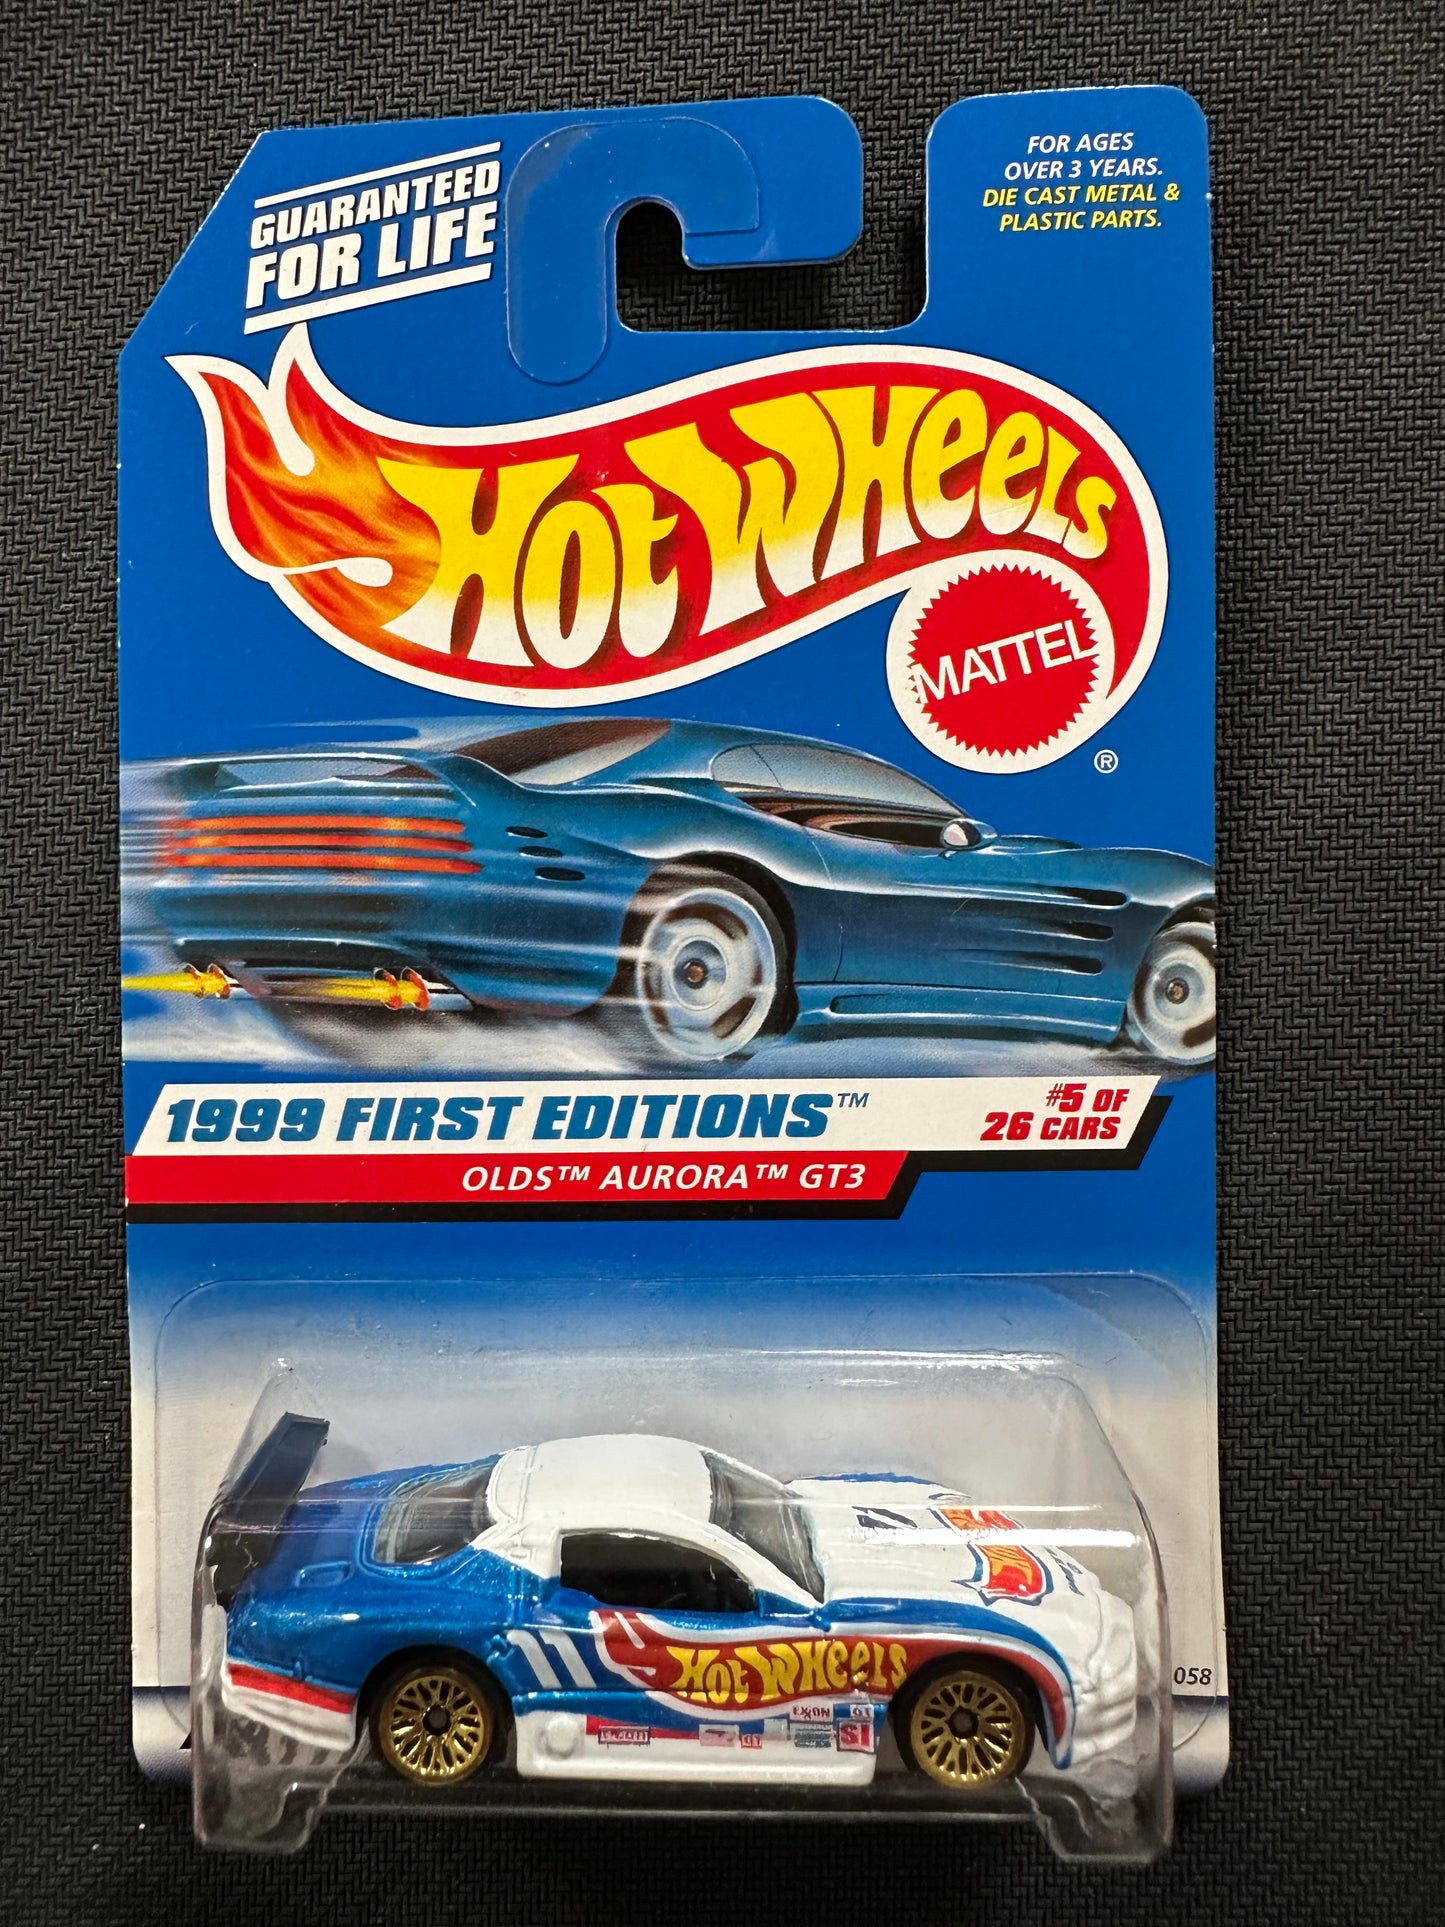 GUARANTEED
FOR LIFE
FOR AGES
OVER 3 YEARS.
DIE CAST METAL &
PLASTIC PARTS.
HOT WHEELS
MATTEL
®
1999 FIRST EDITIONS™
#5 OF
26 CARS
OLDS™ AURORA™ GT3
11
HOT WHEELS
EXXON
058